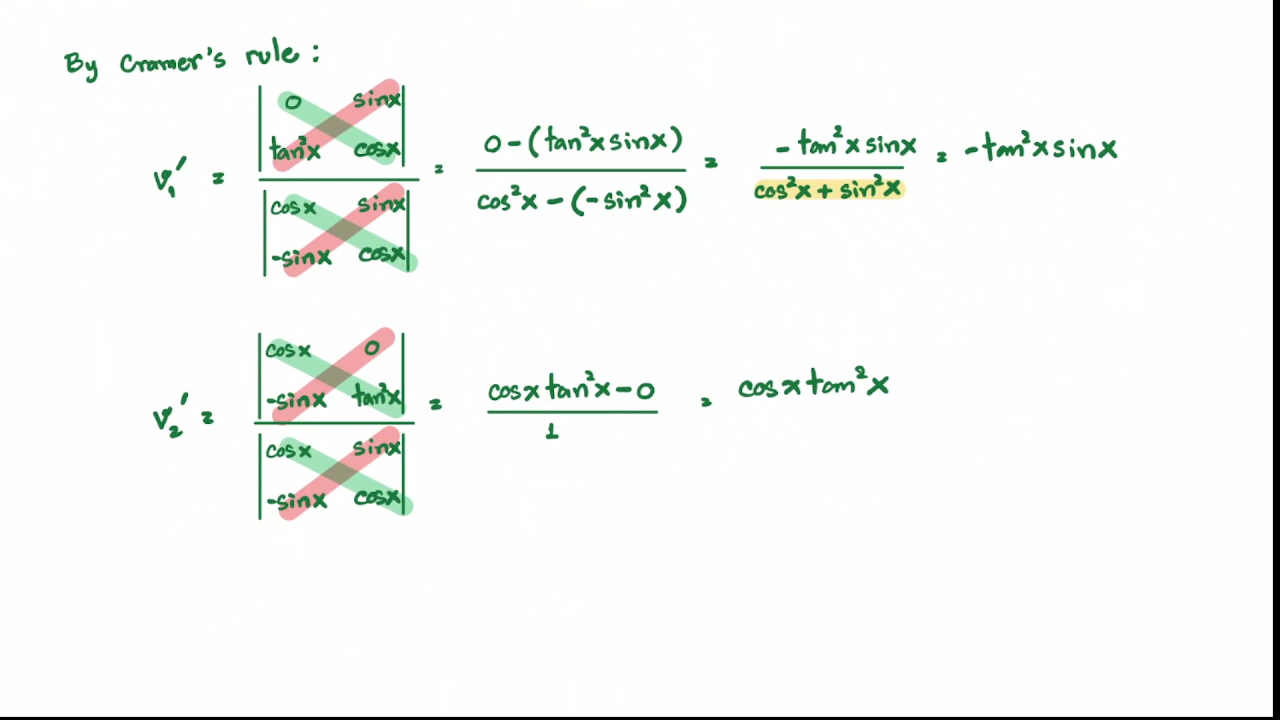 By Cramer's rule:
v₁' = |0 sinx; tan²x cosx| / |cosx sinx; -sinx cosx| = 0-(tan²x sinx) / cos²x-(-sin²x) = -tan²x sinx / cos²x + sin²x = -tan²x sinx
v₂' = |cosx 0; -sinx tan²x| / |cosx sinx; -sinx cosx| = cosx tan²x-0 / 1 = cosx tan²x